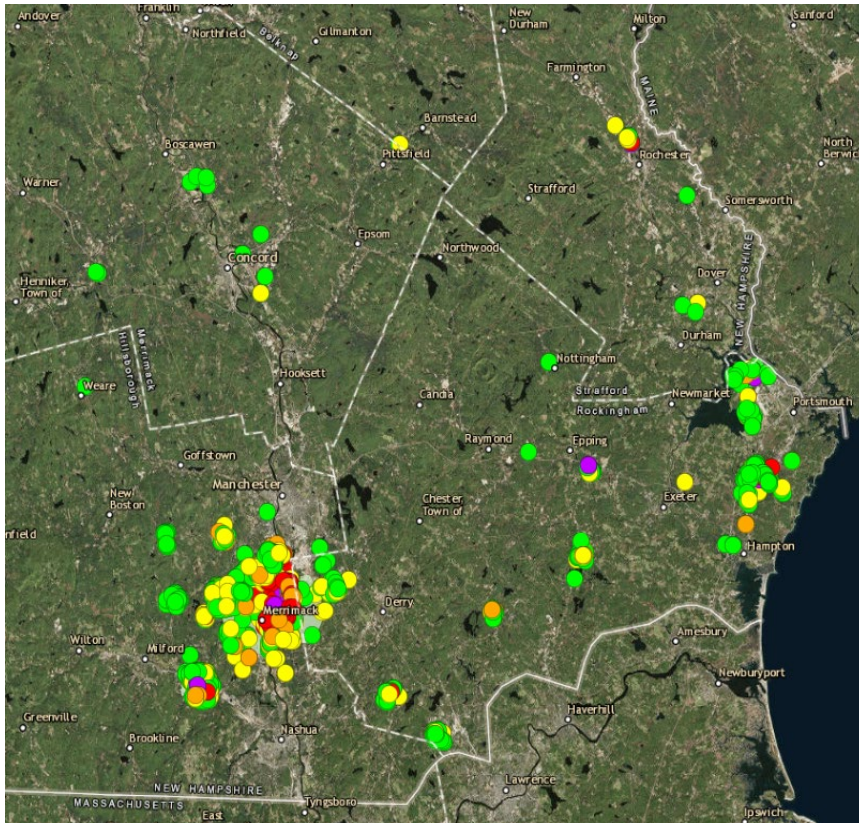 Andover
Franklin
Northfield
Gilmanton
Belknap
New
Durham
Milton
Sanford
Farmington
MAINE
Barnstead
Pittsfield
Boscawen
Rochester
North
Berwic
Warner
Strafford
Somersworth
Epsom
Northwood
Concord
Henniker,
Town of
Dover
NEW HAMPSHIRE
Durham
Merrimack
Hillsborough
Hooksett
Nottingham
Weare
Candia
Strafford
Rockingham
Newmarket
Portsmouth
Raymond
Epping
Goffstown
Manchester
Chester
Town of
Exeter
New
Boston
nfield
Hampton
Merrimack
Derry
Wilton
Milford
Amesbury
Newburyport
Greenville
Brookline
Nashua
Haverhill
NEW HAMPSHIRE
MASSACHUSETTS
Lawrence
East
Tyngsboro
Ipswich